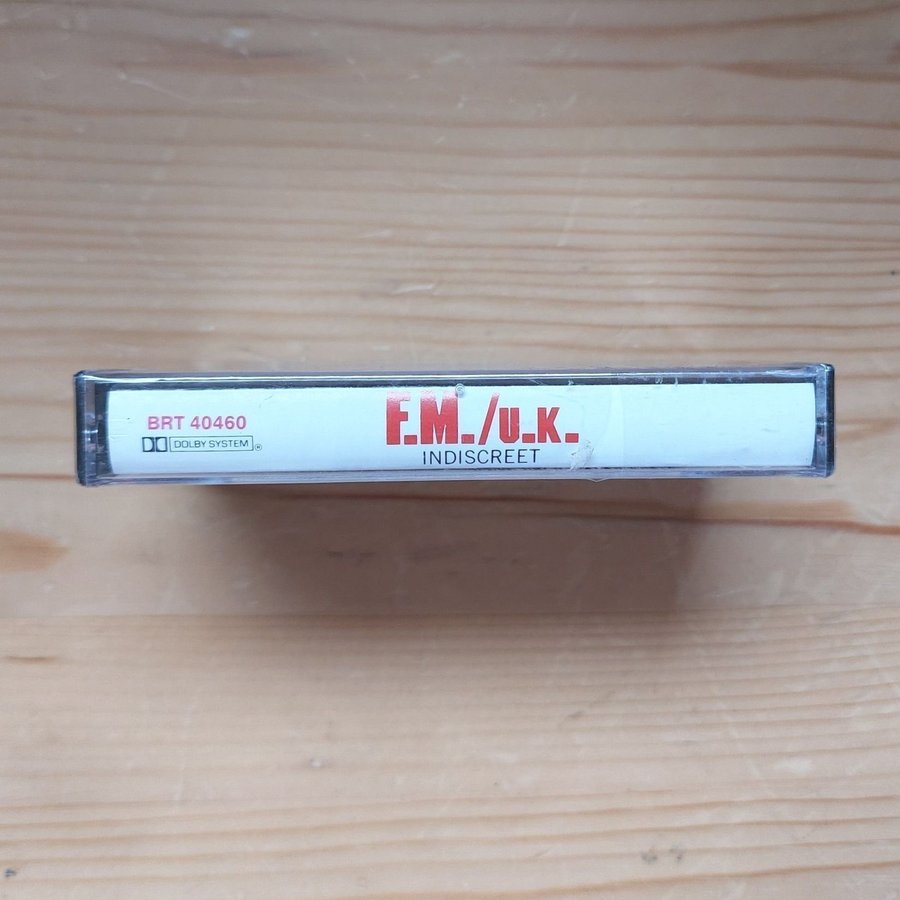 BRT 40460
DOLBY SYSTEM®
F.M./U.K.
INDISCREET